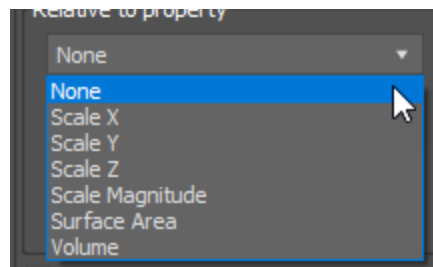 Relative to property
None
None
Scale X
Scale Y
Scale Z
Scale Magnitude
Surface Area
Volume